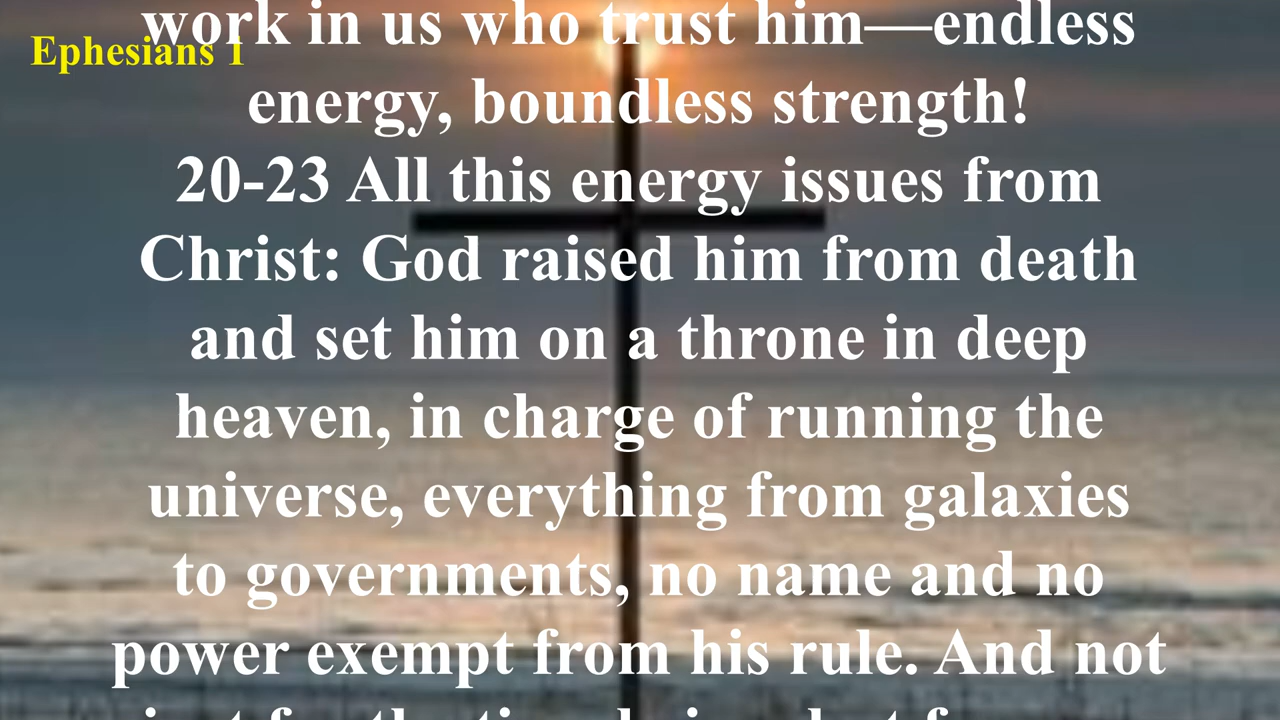 Ephesians 1
work in us who trust him—endless
energy, boundless strength!
20-23 All this energy issues from
Christ: God raised him from death
and set him on a throne in deep
heaven, in charge of running the
universe, everything from galaxies
to governments, no name and no
power exempt from his rule. And not